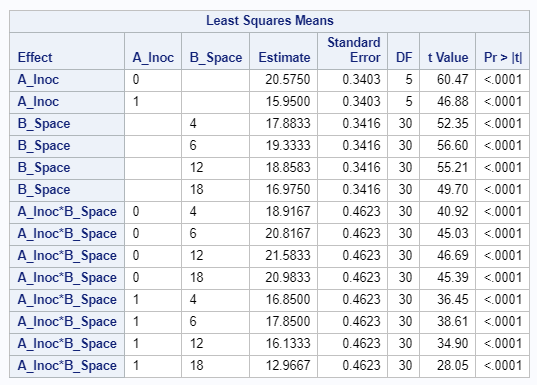 Least Squares Means
Effect A_Inoc B_Space Estimate Standard Error DF t Value Pr > |t|
A_Inoc 0 20.5750 0.3403 5 60.47 <.0001
A_Inoc 1 15.9500 0.3403 5 46.88 <.0001
B_Space 4 17.8833 0.3416 30 52.35 <.0001
B_Space 6 19.3333 0.3416 30 56.60 <.0001
B_Space 12 18.8583 0.3416 30 55.21 <.0001
B_Space 18 16.9750 0.3416 30 49.70 <.0001
A_Inoc*B_Space 0 4 18.9167 0.4623 30 40.92 <.0001
A_Inoc*B_Space 0 6 20.8167 0.4623 30 45.03 <.0001
A_Inoc*B_Space 0 12 21.5833 0.4623 30 46.69 <.0001
A_Inoc*B_Space 0 18 20.9833 0.4623 30 45.39 <.0001
A_Inoc*B_Space 1 4 16.8500 0.4623 30 36.45 <.0001
A_Inoc*B_Space 1 6 17.8500 0.4623 30 38.61 <.0001
A_Inoc*B_Space 1 12 16.1333 0.4623 30 34.90 <.0001
A_Inoc*B_Space 1 18 12.9667 0.4623 30 28.05 <.0001